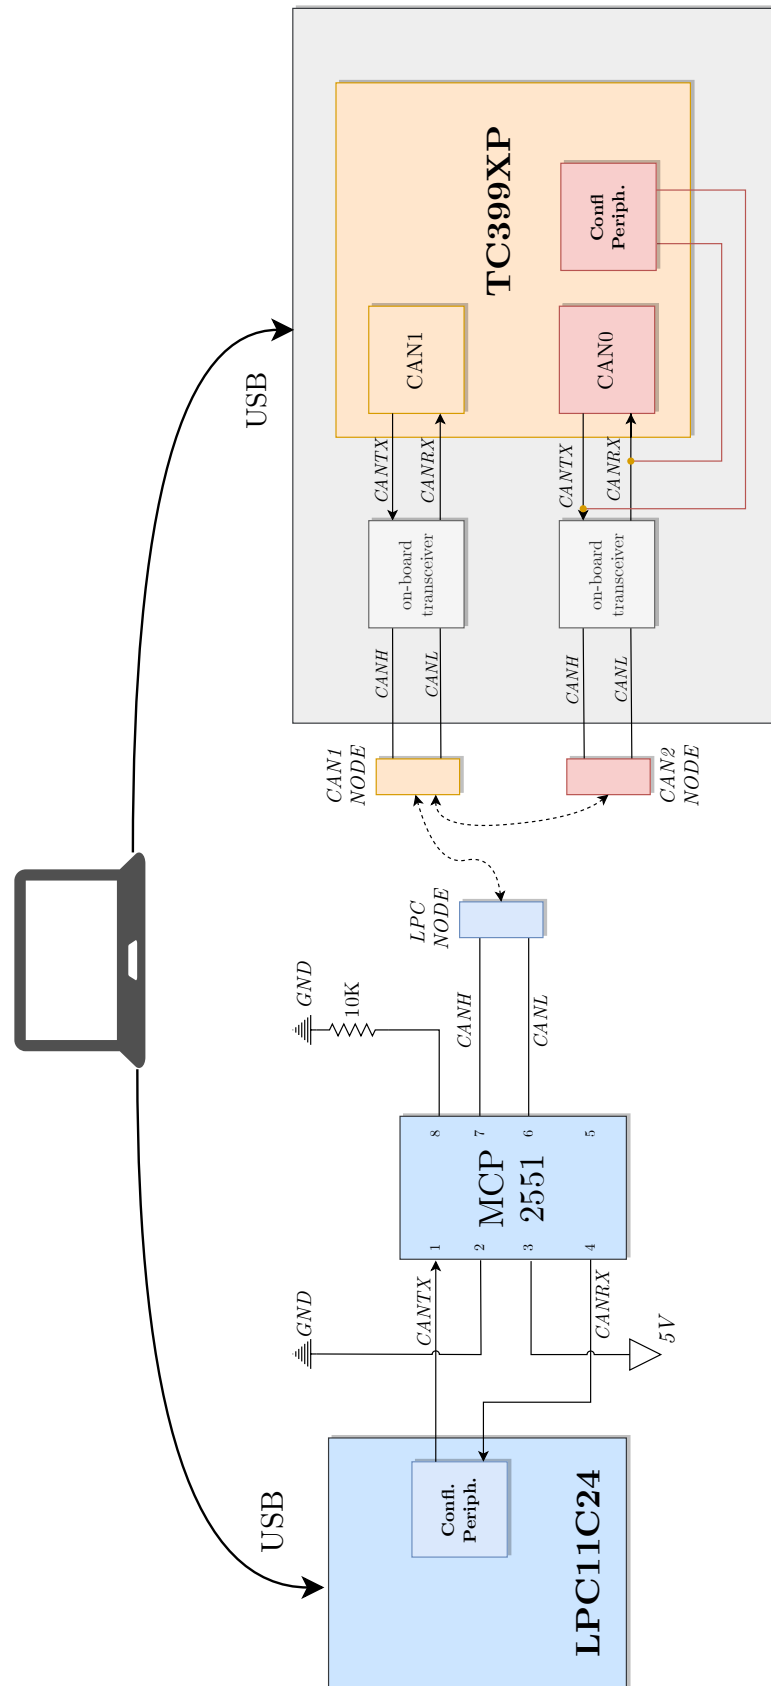 USB
USB
LPC11C24
Confl.
Periph.
GND
CANTX
CANRX
5V
MCP
2551
1
2
3
4
8
7
6
5
GND
10K
CANH
CANL
LPC
NODE
CAN1
NODE
CAN2
NODE
CANH
CANL
CANH
CANL
on-board
transceiver
on-board
transceiver
CANTX
CANRX
CANTX
CANRX
CAN1
CAN0
TC399XP
Confl
Periph.